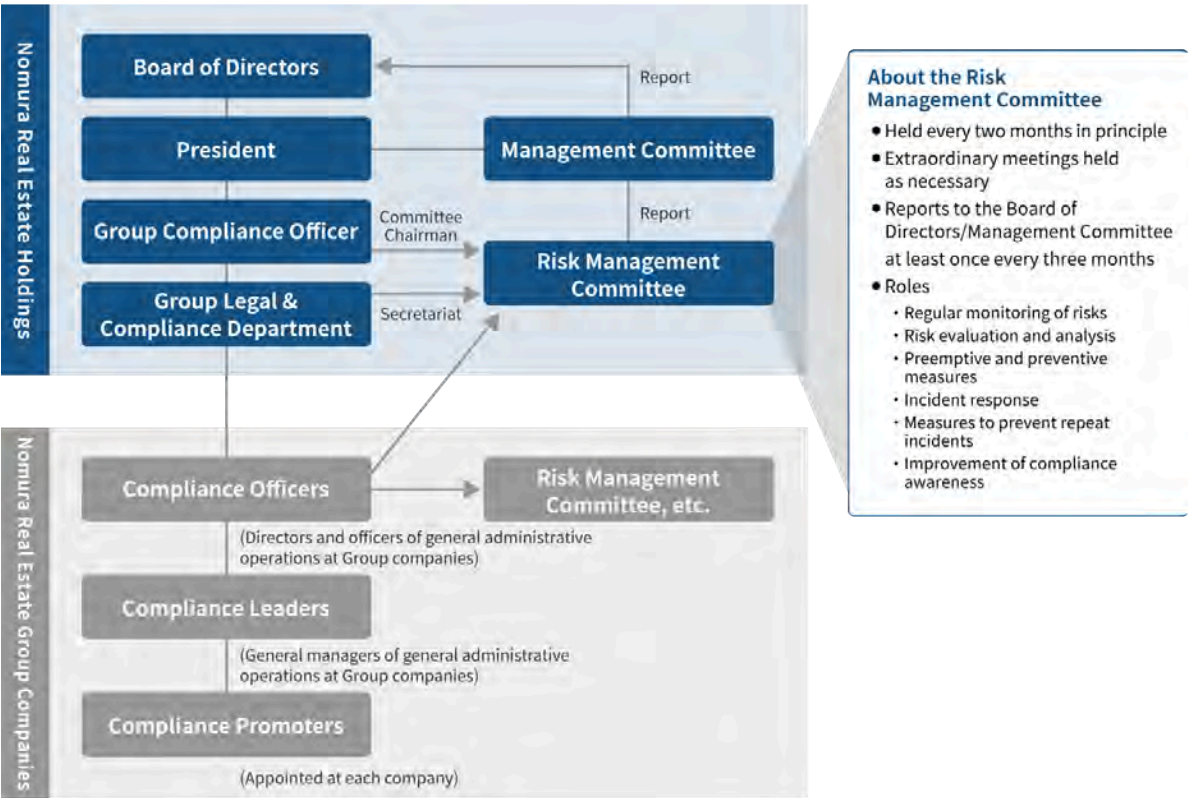 Nomura Real Estate Holdings
Board of Directors
Report
President
Management Committee
Group Compliance Officer
Committee
Chairman
Report
Risk Management
Committee
Group Legal &
Compliance Department
Secretariat
About the Risk
Management Committee
● Held every two months in principle
● Extraordinary meetings held
as necessary
● Reports to the Board of
Directors/Management Committee
at least once every three months
● Roles
・Regular monitoring of risks
・Risk evaluation and analysis
・Preemptive and preventive
measures
・Incident response
・Measures to prevent repeat
incidents
・Improvement of compliance
awareness
Nomura Real Estate Group Companies
Compliance Officers
Risk Management
Committee, etc.
(Directors and officers of general administrative
operations at Group companies)
Compliance Leaders
(General managers of general administrative
operations at Group companies)
Compliance Promoters
(Appointed at each company)